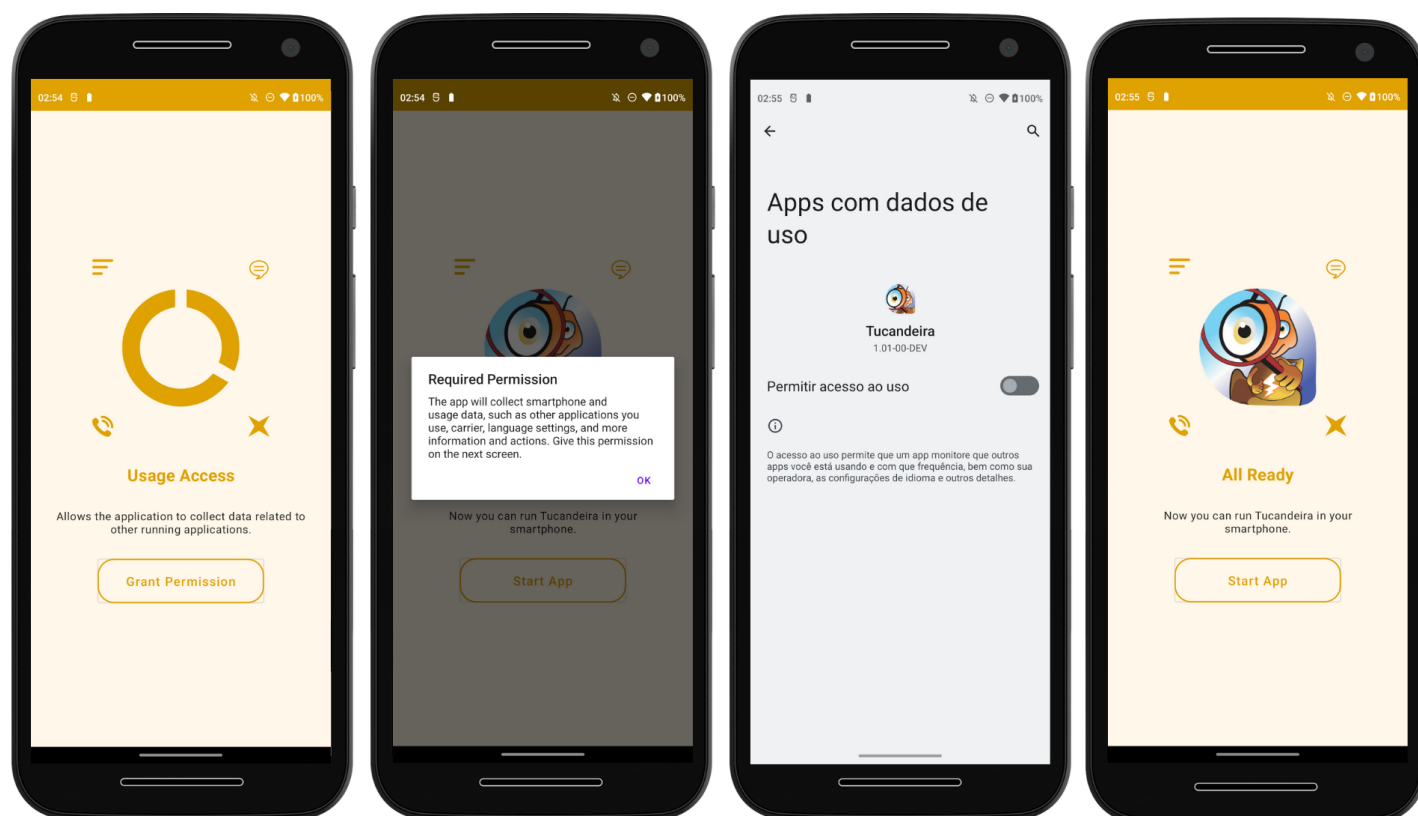 02:54
100%
Usage Access
Allows the application to collect data related to
other running applications.
Grant Permission
02:54
100%
Required Permission
The app will collect smartphone and
usage data, such as other applications you
use, carrier, language settings, and more
information and actions. Give this permission
on the next screen.
OK
Now you can run Tucandeira in your
smartphone.
Start App
02:55
100%
Apps com dados de
uso
Tucandeira
1.01-00-DEV
Permitir acesso ao uso
O acesso ao uso permite que um app monitore que outros
apps você está usando e com que frequência, bem como sua
operadora, as configurações de idioma e outros detalhes.
02:55
100%
All Ready
Now you can run Tucandeira in your
smartphone.
Start App